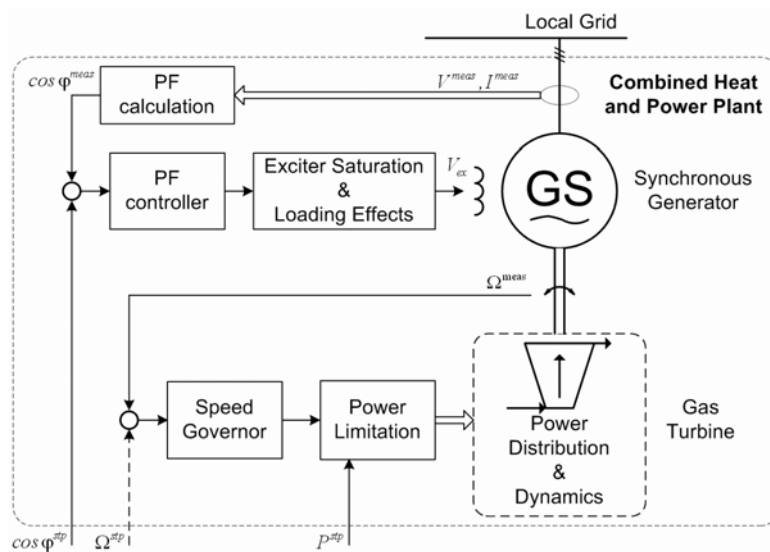 Local Grid
cos φ^meas
PF
calculation
V^meas, I^meas
Combined Heat
and Power Plant
PF
controller
Exciter Saturation
&
Loading Effects
V_ex
GS
Synchronous
Generator
Ω^meas
Speed
Governor
Power
Limitation
Power
Distribution
&
Dynamics
Gas
Turbine
cos φ^stp
Ω^stp
P^stp